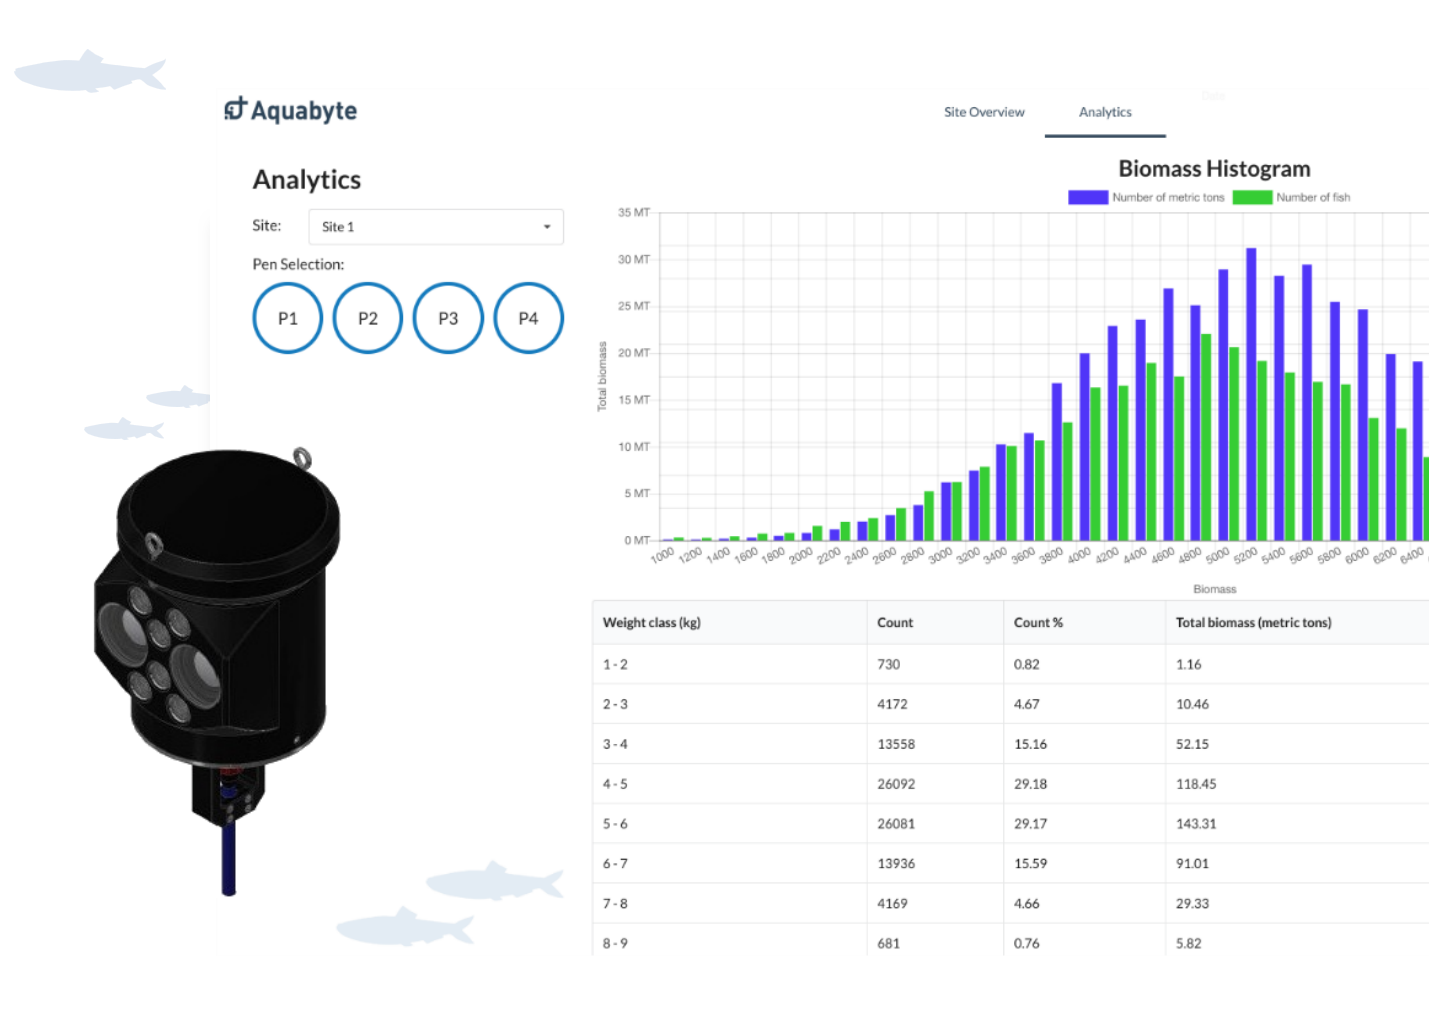 Aquabyte
Site Overview
Analytics
Analytics
Site:
Site 1
Pen Selection:
P1
P2
P3
P4
Biomass Histogram
Number of metric tons
Number of fish
Total biomass
35 MT
30 MT
25 MT
20 MT
15 MT
10 MT
5 MT
0 MT
1000 1200 1400 1600 1800 2000 2200 2400 2600 2800 3000 3200 3400 3600 3800 4000 4200 4400 4600 4800 5000 5200 5400 5600 5800 6000 6200 6400
Biomass
Weight class (kg) Count Count % Total biomass (metric tons)
1 - 2 730 0.82 1.16
2 - 3 4172 4.67 10.46
3 - 4 13558 15.16 52.15
4 - 5 26092 29.18 118.45
5 - 6 26081 29.17 143.31
6 - 7 13936 15.59 91.01
7 - 8 4169 4.66 29.33
8 - 9 681 0.76 5.82